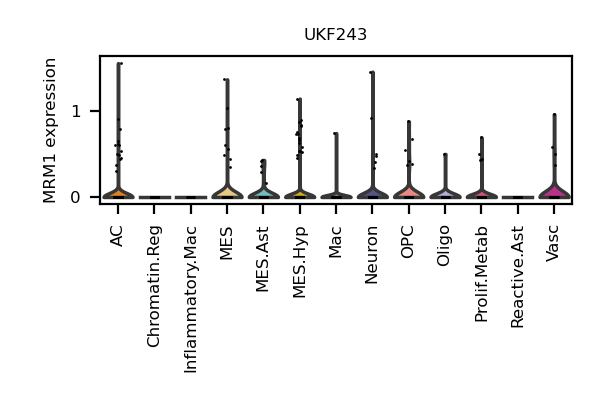 UKF243
MRM1 expression
1
0
AC
Chromatin.Reg
Inflammatory.Mac
MES
MES.Ast
MES.Hyp
Mac
Neuron
OPC
Oligo
Prolif.Metab
Reactive.Ast
Vasc